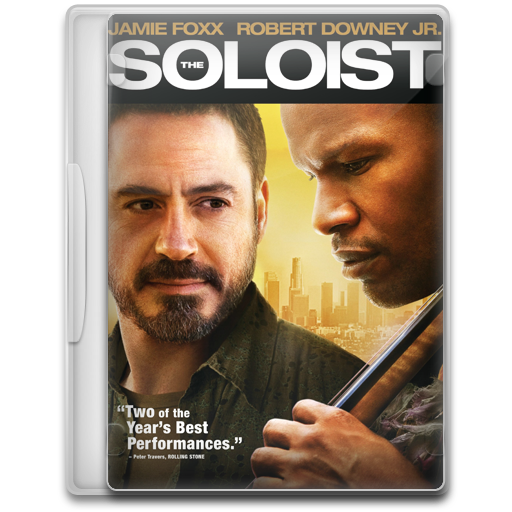 JAMIE FOXX ROBERT DOWNEY JR.
THE SOLOIST
“Two of the
Year’s Best
Performances.”
– Peter Travers, ROLLING STONE